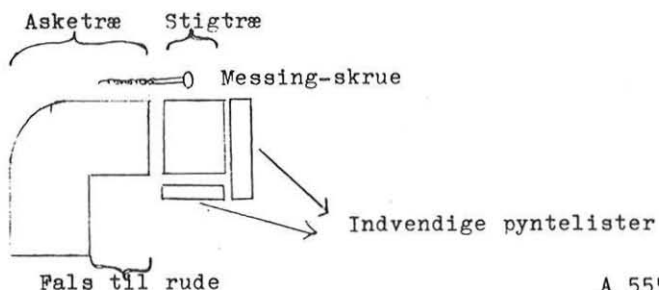 Asketræ Stigtræ
Messing-skrue
Indvendige pyntelister
Fals til rude